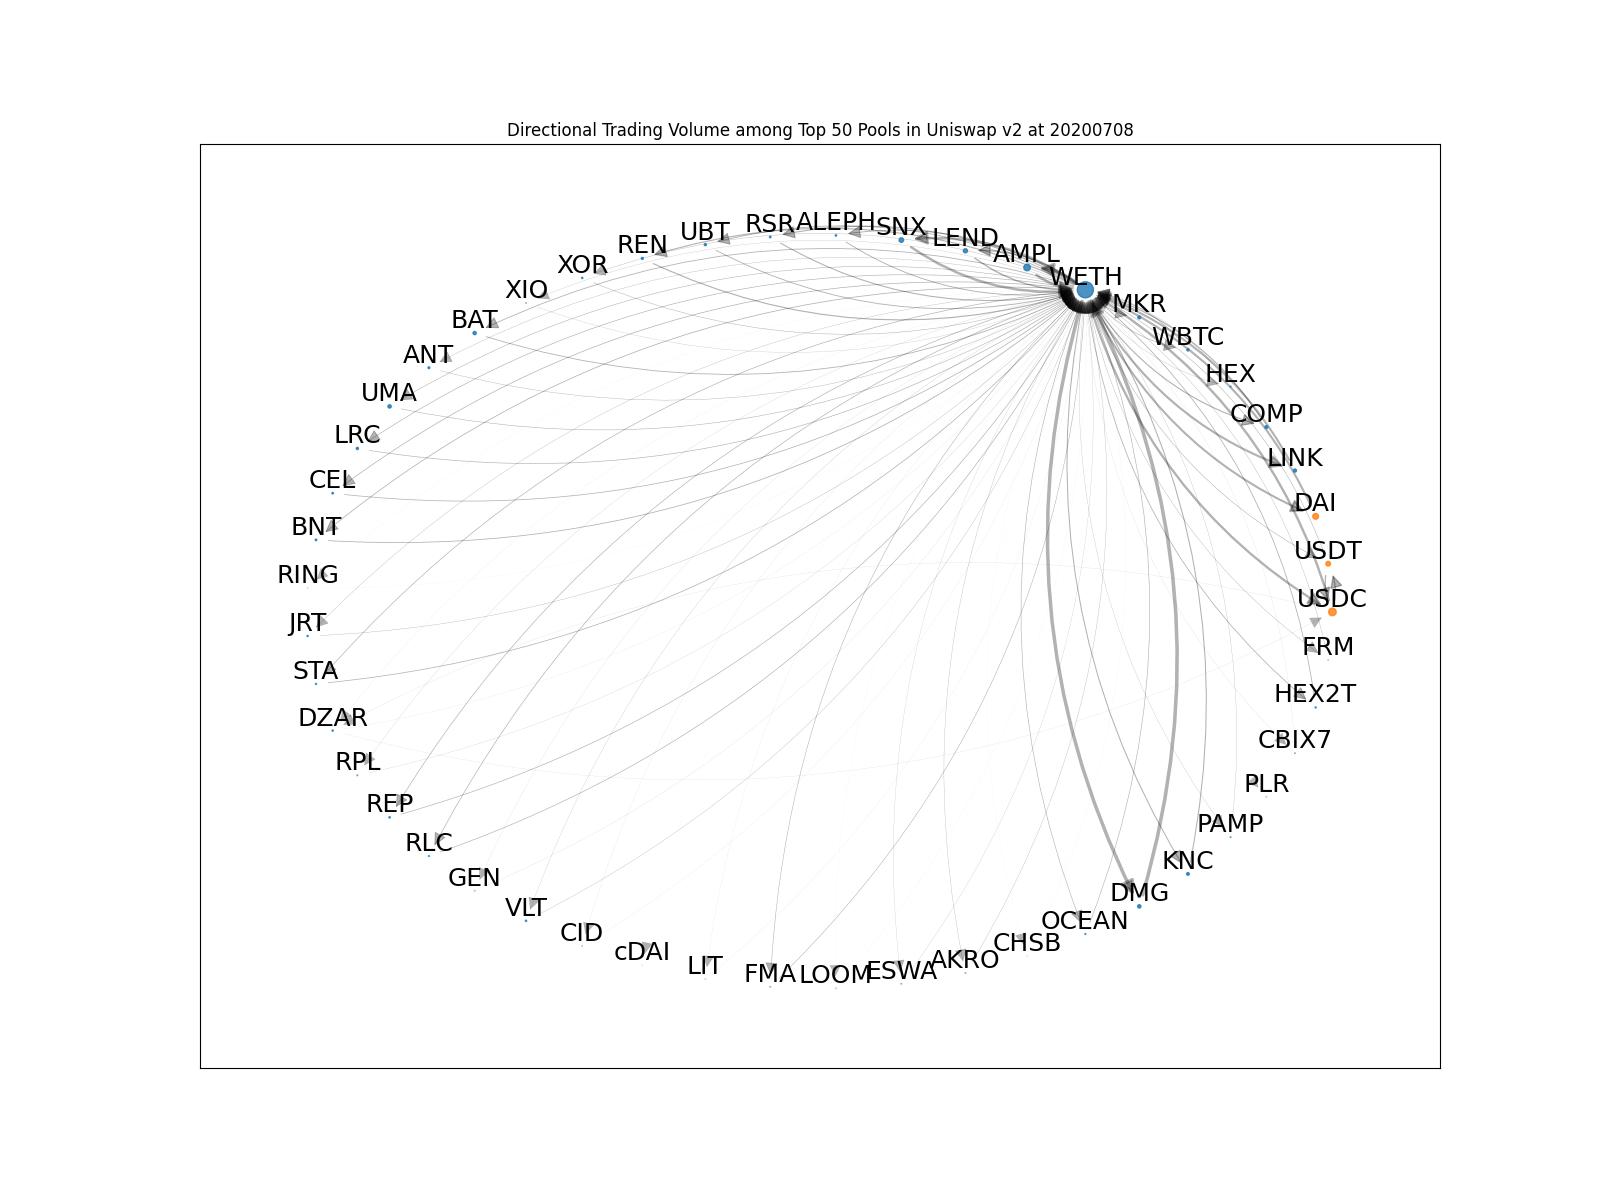 Directional Trading Volume among Top 50 Pools in Uniswap v2 at 20200708
RSR ALEPH SNX
UBT
LEND
REN
AMPL
XOR
WETH
XIO
MKR
BAT
WBTC
ANT
HEX
UMA
COMP
LRC
LINK
CEL
DAI
BNT
USDT
RING
USDC
JRT
FRM
STA
HEX2T
DZAR
CBIX7
RPL
PLR
REP
PAMP
RLC
KNC
GEN
DMG
VLT
OCEAN
CID
CHSB
cDAI
AKRO
LIT
FMA LOOM ESWA